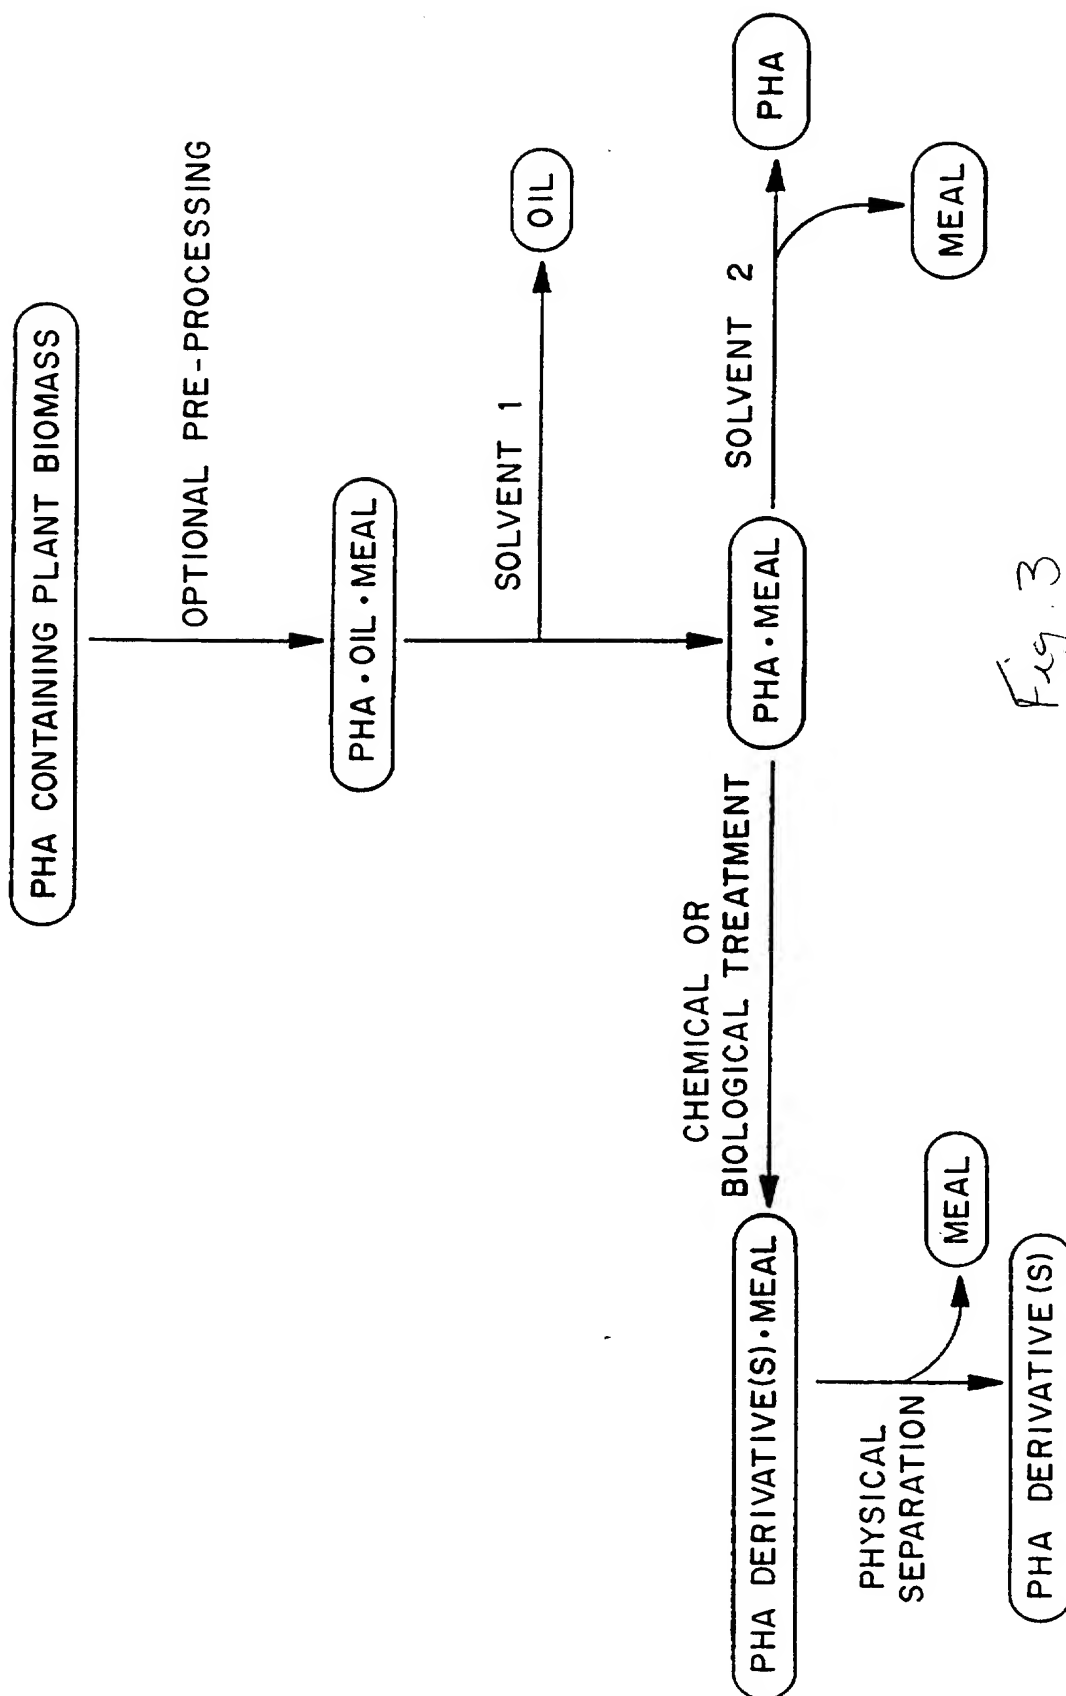 PHA CONTAINING PLANT BIOMASS
OPTIONAL PRE-PROCESSING
PHA·OIL·MEAL
SOLVENT 1
OIL
CHEMICAL OR
BIOLOGICAL TREATMENT
PHA DERIVATIVE(S)·MEAL
PHA·MEAL
SOLVENT 2
PHA
PHYSICAL
SEPARATION
MEAL
MEAL
PHA DERIVATIVE(S)
Fig. 3